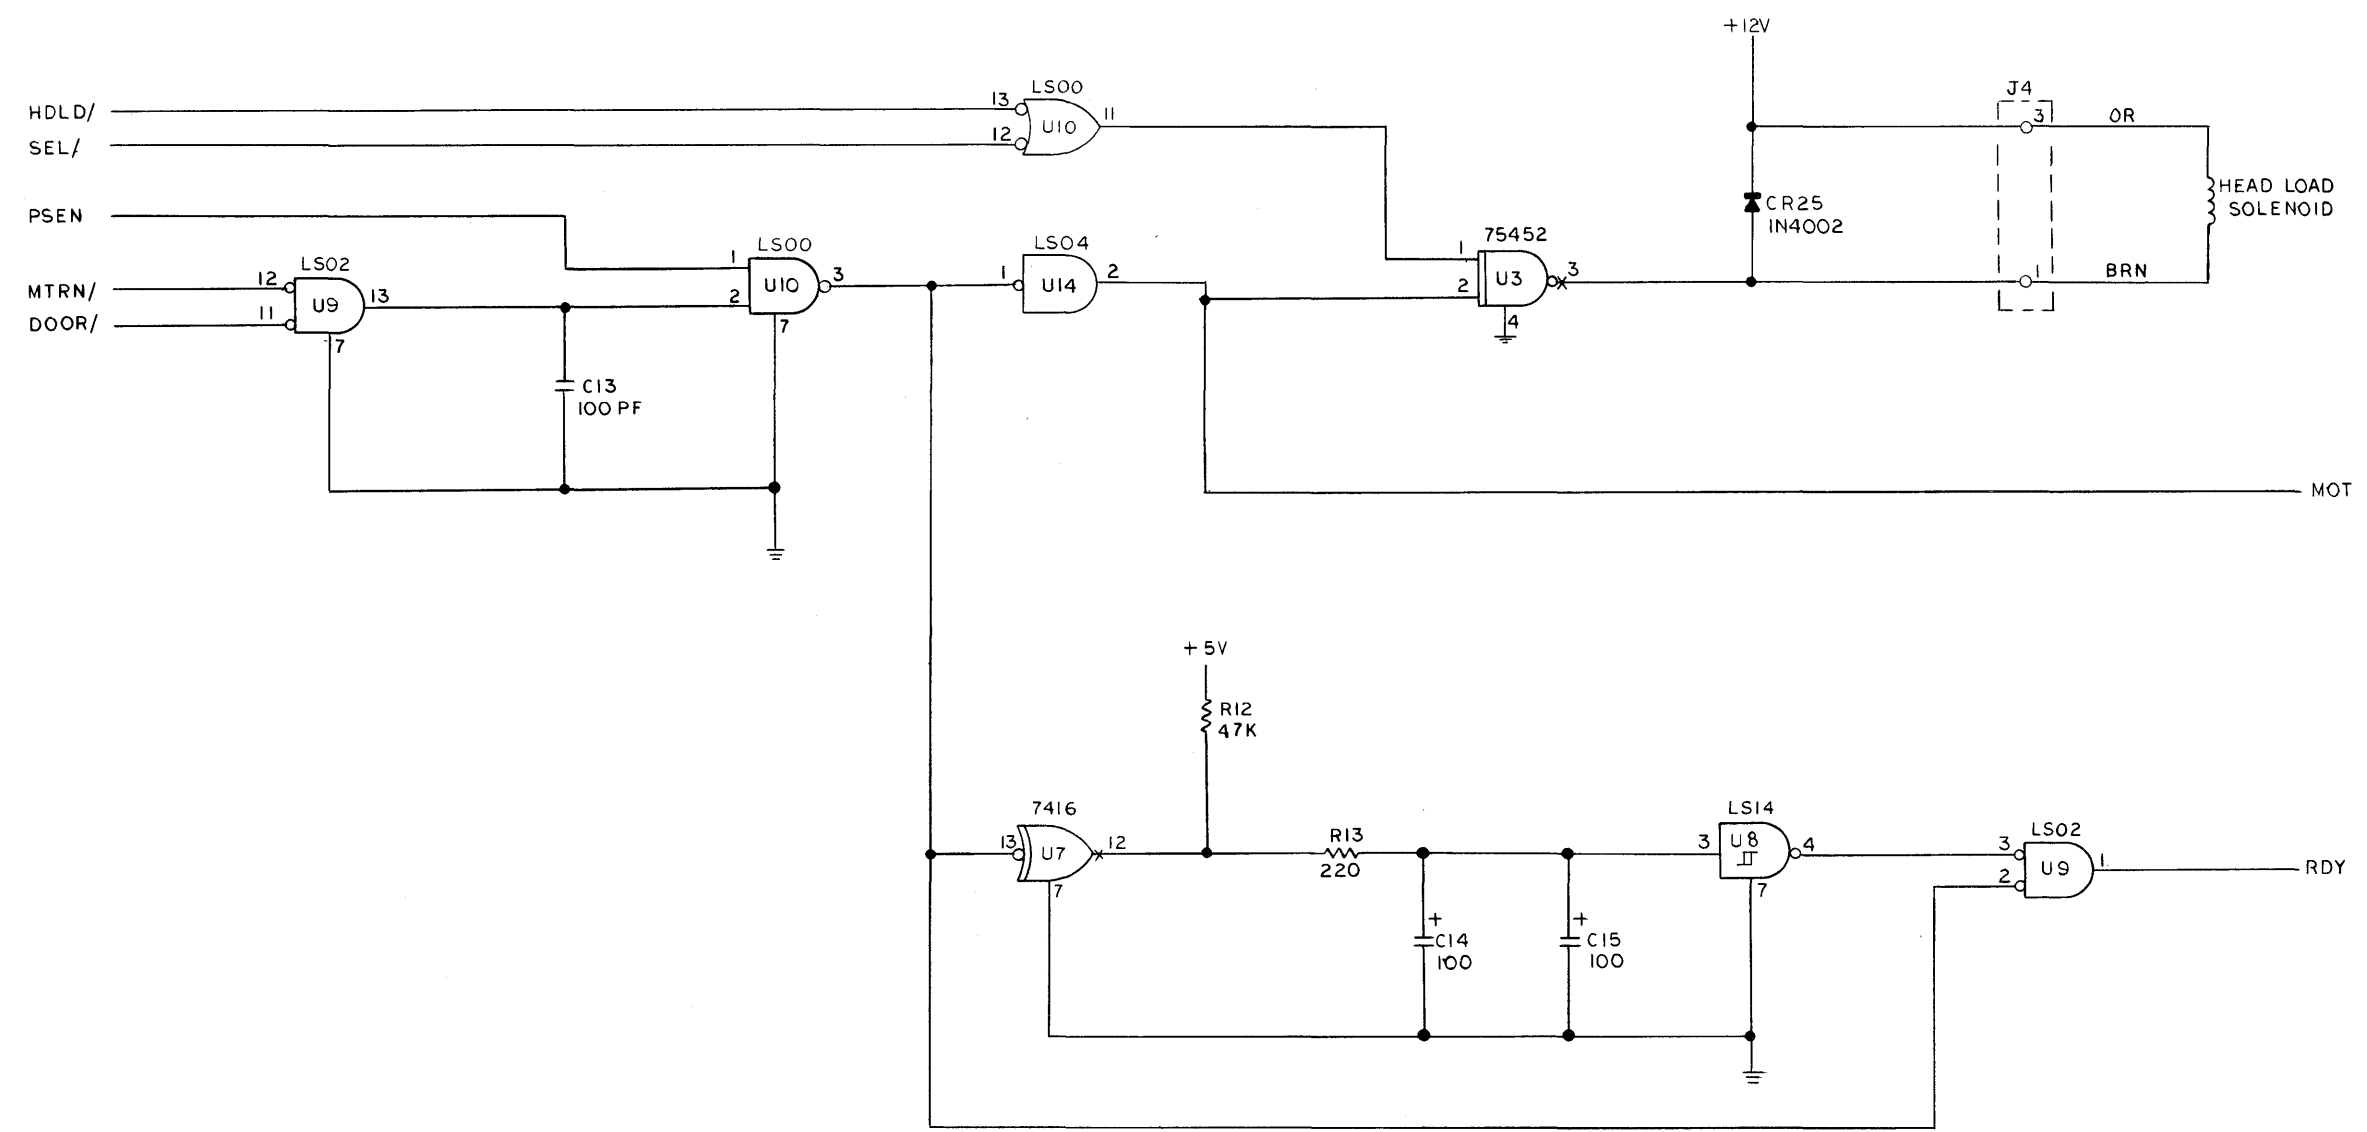 +12V
LS00
J4
HDLD/
13
11
3
OR
U10
SEL/
12
HEAD LOAD
SOLENOID
PSEN
CR25
1N4002
LS00
LS04
75452
LS02
1
1
12
U10
3
1
2
U14
U3
3
1
BRN
MTRN/
U9
13
2
2
DOOR/
11
7
7
4
C13
100 PF
MOT
+5V
R12
47K
7416
LS14
LS02
13
U7
12
R13
220
3
U8
4
3
U9
1
RDY
2
7
7
+
C14
100
+
C15
100